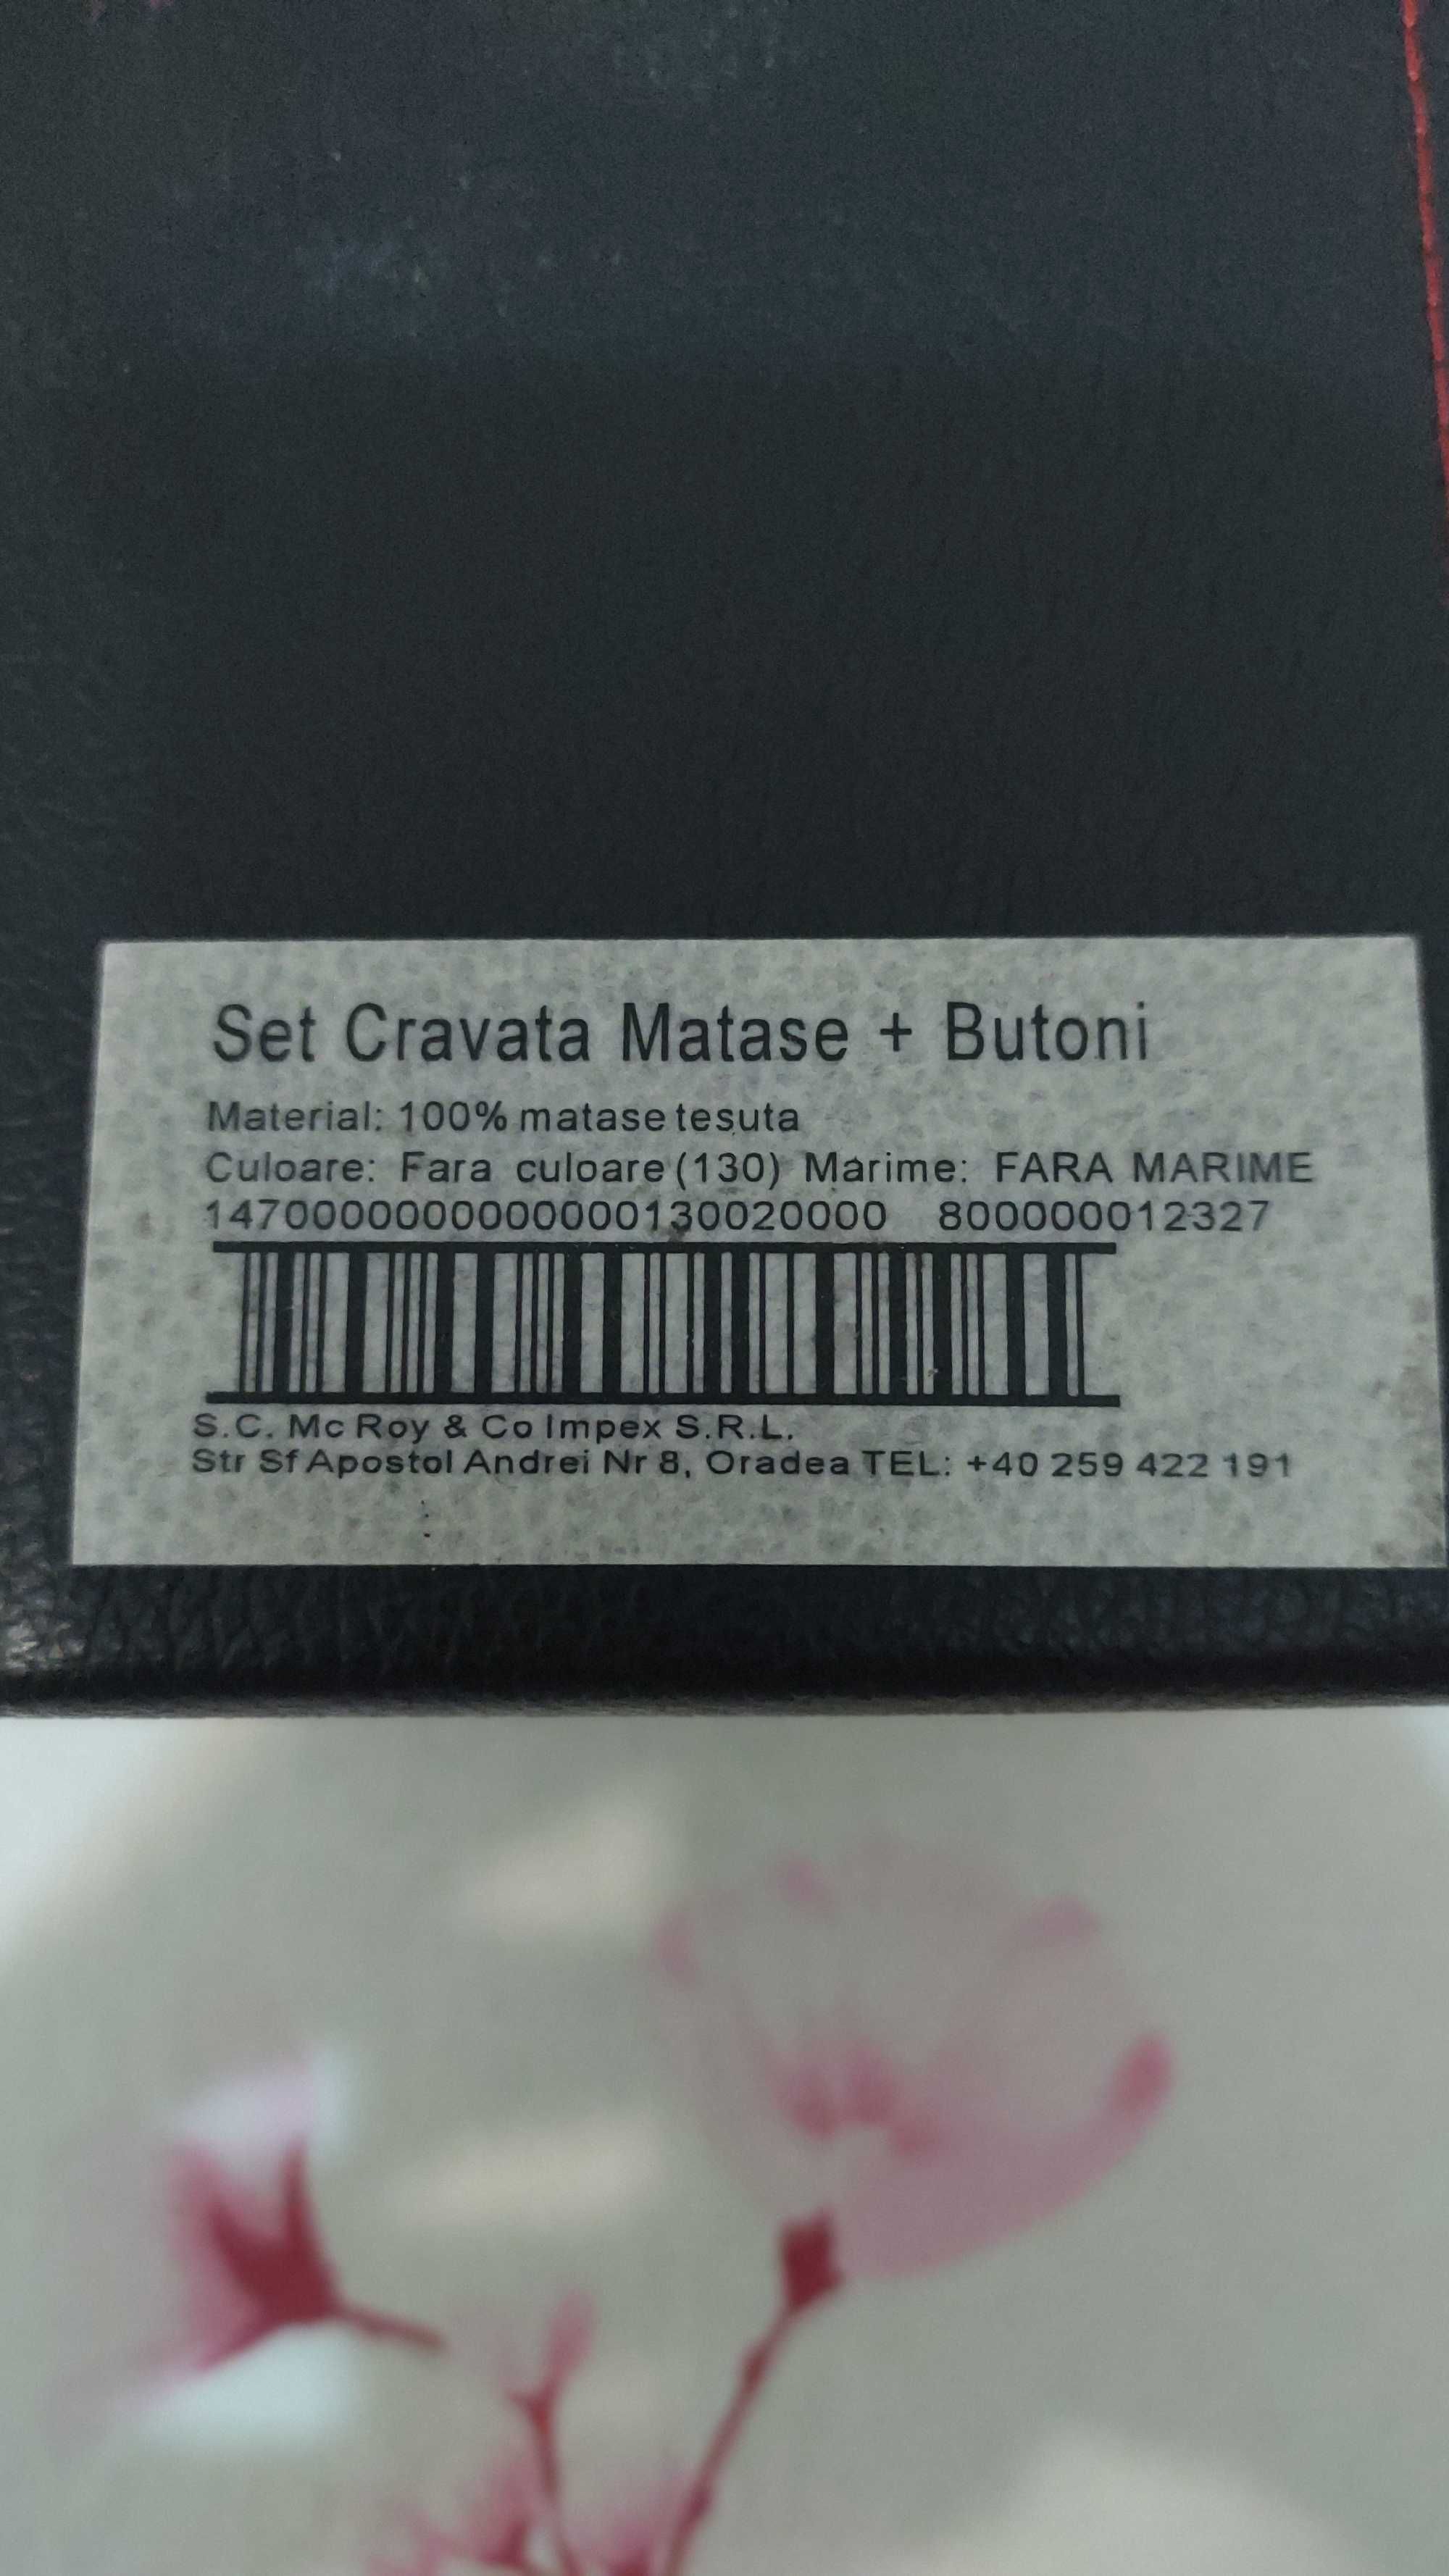 Set Cravata Matase + Butoni
Material: 100% matase tesuta
Culoare: Fara culoare (130) Marime: FARA MARIME
1470000000000000130020000 800000012327
S.C. Mc Roy & Co Impex S.R.L.
Str Sf Apostol Andrei Nr 8, Oradea TEL: +40 259 422 191